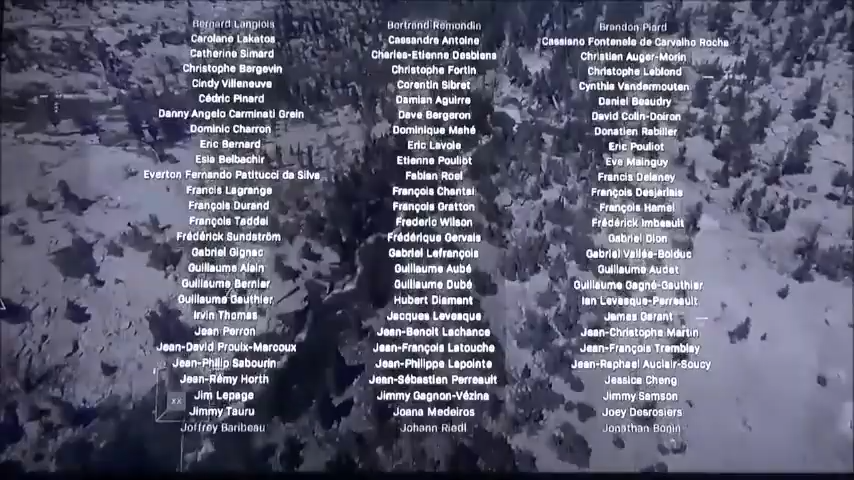 Bernard Langlois Bertrand Remondin Brandon Piard
Carolane Lakatos Cassandre Antoine Cassiano Fontenele de Carvalho Rocha
Catherine Simard Charles-Etienne Desbiens Christian Auger-Morin
Christophe Bergevin Christophe Fortin Christophe Leblond
Cindy Villeneuve Corentin Sibret Cynthia Vandermouten
Cédric Pinard Damian Aguirre Daniel Beaudry
Danny Angelo Carminati Grein Dave Bergeron David Colin-Doiron
Dominic Charron Dominique Mahé Donatien Rabiller
Eric Bernard Eric Lavoie Eric Pouliot
Esla Belbachir Etienne Pouliot Eve Mainguy
Everton Fernando Patitucci da Silva Fabian Roel Francis Delaney
Francis Lagrange François Chantai François Desjarlais
François Durand François Gratton François Hamel
François Taddei Frederic Wilson Frédérick Imbeault
Frédérick Sundström Frédérique Gervais Gabriel Dion
Gabriel Gignac Gabriel Lefrançois Gabriel Vallée-Bolduc
Guillaume Alain Guillaume Aubé Guillaume Audet
Guillaume Bernier Guillaume Dubé Guillaume Gagné-Gauthier
Guillaume Gauthier Hubert Diamant Ian Levesque-Perreault
Irvin Thomas Jacques Levesque James Garant
Jean Perron Jean-Benoit Lachance Jean-Christophe Martin
Jean-David Proulx-Marcoux Jean-François Latouche Jean-François Tremblay
Jean-Philip Sabourin Jean-Philippe Lapointe Jean-Raphael Auclair-Soucy
Jean-Rémy Horth Jean-Sébastien Perreault Jessica Cheng
Jim Lepage Jimmy Gagnon-Vézina Jimmy Samson
Jimmy Tauru Joana Medeiros Joey Desrosiers
Joffrey Baribeau Johann Riedl Jonathan Bonin
XX